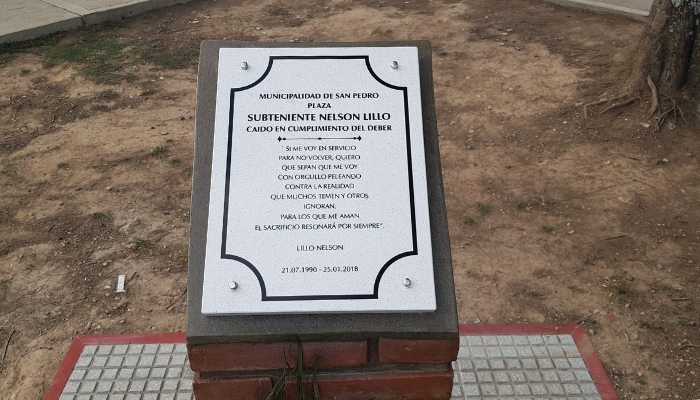 MUNICIPALIDAD DE SAN PEDRO
PLAZA
SUBTENIENTE NELSON LILLO
CAIDO EN CUMPLIMIENTO DEL DEBER
" SI ME VOY EN SERVICIO
PARA NO VOLVER, QUIERO
QUE SEPAN QUE ME VOY
CON ORGULLO PELEANDO
CONTRA LA REALIDAD
QUE MUCHOS TEMEN Y OTROS
IGNORAN.
PARA LOS QUE ME AMAN
EL SACRIFICIO RESONARÁ POR SIEMPRE".
LILLO NELSON
21.07.1990 - 25.01.2018